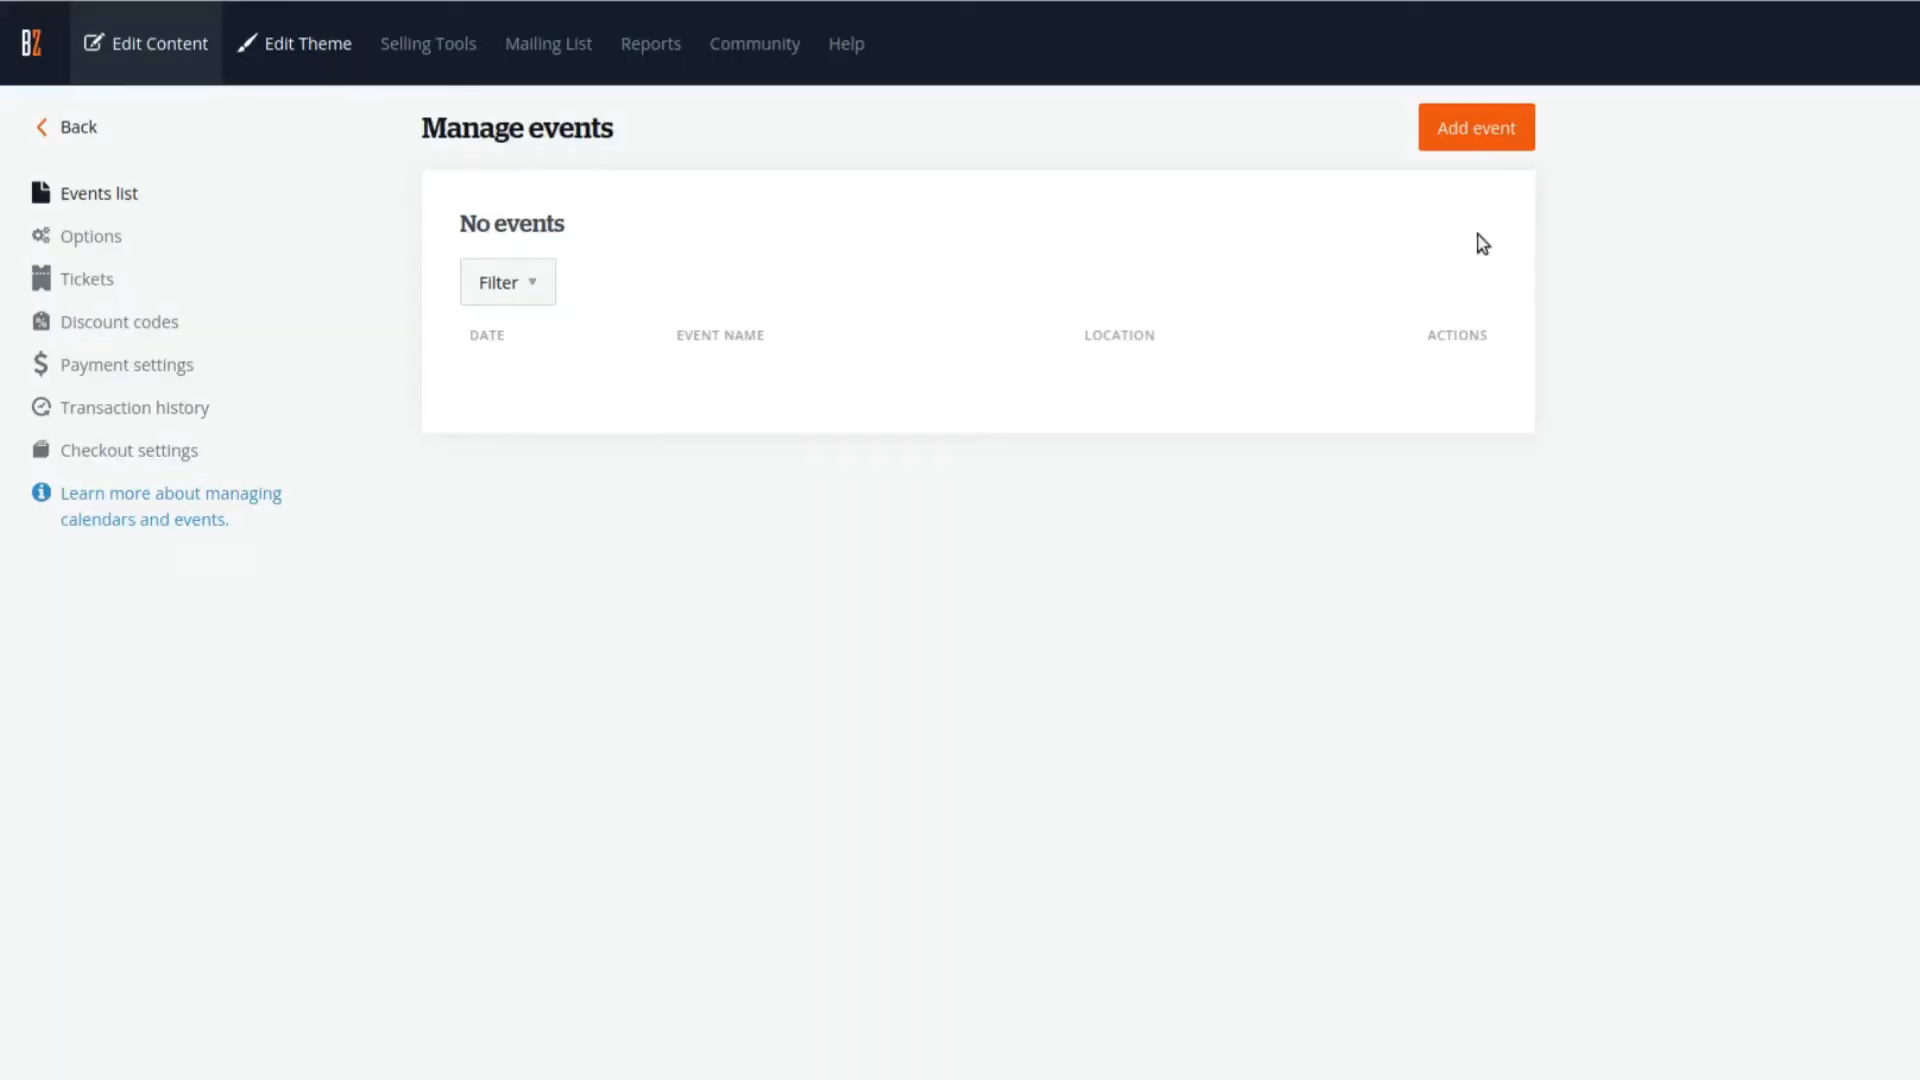 BZ
Edit Content
Edit Theme
Selling Tools
Mailing List
Reports
Community
Help
Back
Manage events
Add event
Events list
Options
Tickets
Discount codes
Payment settings
Transaction history
Checkout settings
Learn more about managing
calendars and events.
No events
Filter
DATE
EVENT NAME
LOCATION
ACTIONS